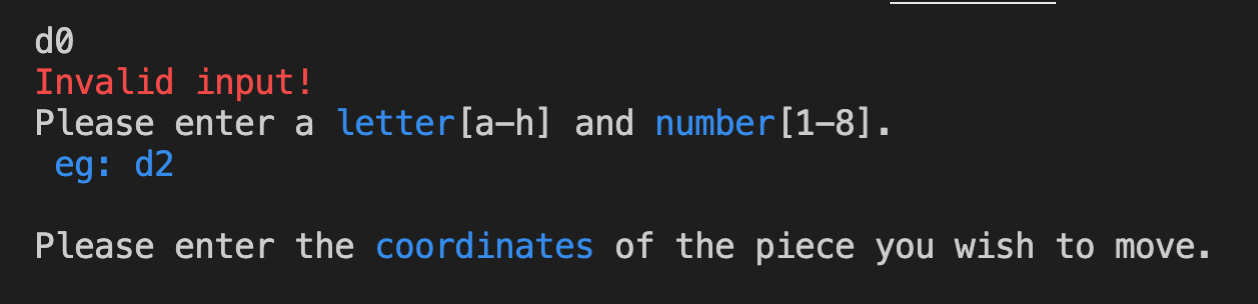 d0
Invalid input!
Please enter a letter[a-h] and number[1-8].
eg: d2
Please enter the coordinates of the piece you wish to move.